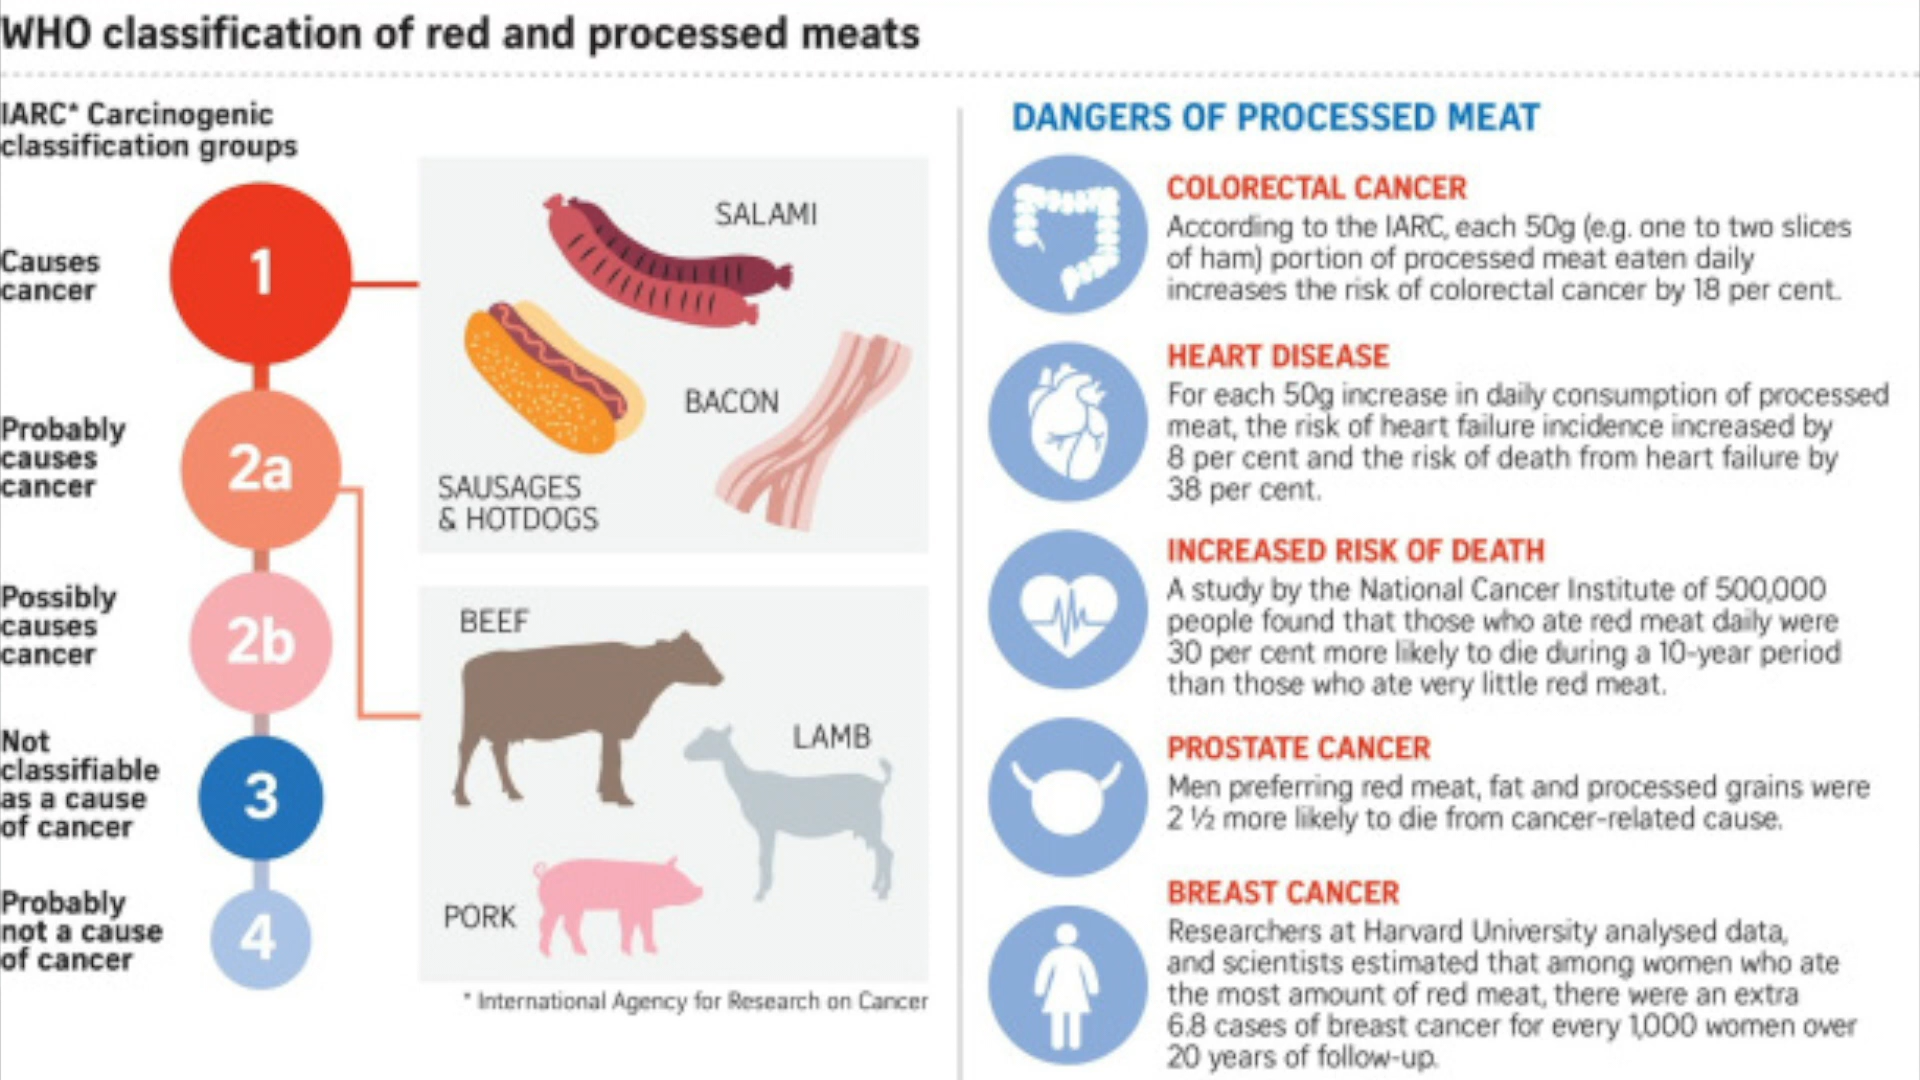 WHO classification of red and processed meats
IARC* Carcinogenic
classification groups
Causes
cancer
1
Probably
causes
cancer
2a
Possibly
causes
cancer
2b
Not
classifiable
as a cause
of cancer
3
Probably
not a cause
of cancer
4
SALAMI
BACON
SAUSAGES
& HOTDOGS
BEEF
LAMB
PORK
* International Agency for Research on Cancer
DANGERS OF PROCESSED MEAT
COLORECTAL CANCER
According to the IARC, each 50g (e.g. one to two slices
of ham) portion of processed meat eaten daily
increases the risk of colorectal cancer by 18 per cent.
HEART DISEASE
For each 50g increase in daily consumption of processed
meat, the risk of heart failure incidence increased by
8 per cent and the risk of death from heart failure by
38 per cent.
INCREASED RISK OF DEATH
A study by the National Cancer Institute of 500,000
people found that those who ate red meat daily were
30 per cent more likely to die during a 10-year period
than those who ate very little red meat.
PROSTATE CANCER
Men preferring red meat, fat and processed grains were
2 ½ more likely to die from cancer-related cause.
BREAST CANCER
Researchers at Harvard University analysed data,
and scientists estimated that among women who ate
the most amount of red meat, there were an extra
6.8 cases of breast cancer for every 1,000 women over
20 years of follow-up.